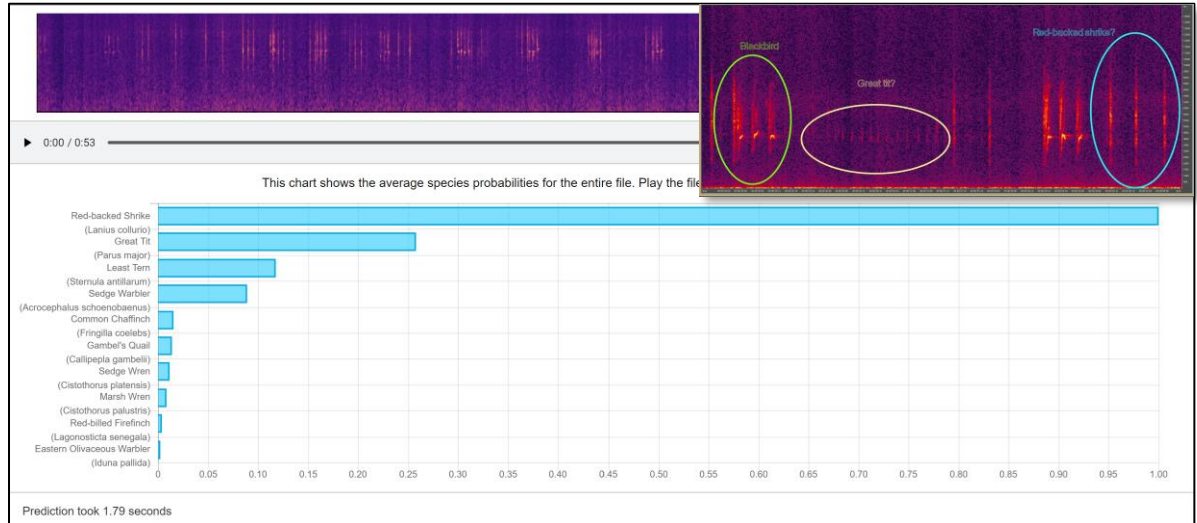 Blackbird
Great tit?
Red-backed shrike?
0:00 / 0:53
This chart shows the average species probabilities for the entire file. Play the file
Red-backed Shrike
(Lanius collurio)
Great Tit
(Parus major)
Least Tern
(Sternula antillarum)
Sedge Warbler
(Acrocephalus schoenobaenus)
Common Chaffinch
(Fringilla coelebs)
Gambel's Quail
(Callipepla gambelii)
Sedge Wren
(Cistothorus platensis)
Marsh Wren
(Cistothorus palustris)
Red-billed Firefinch
(Lagonosticta senegala)
Eastern Olivaceous Warbler
(Iduna pallida)
0 0.05 0.10 0.15 0.20 0.25 0.30 0.35 0.40 0.45 0.50 0.55 0.60 0.65 0.70 0.75 0.80 0.85 0.90 0.95 1.00
Prediction took 1.79 seconds